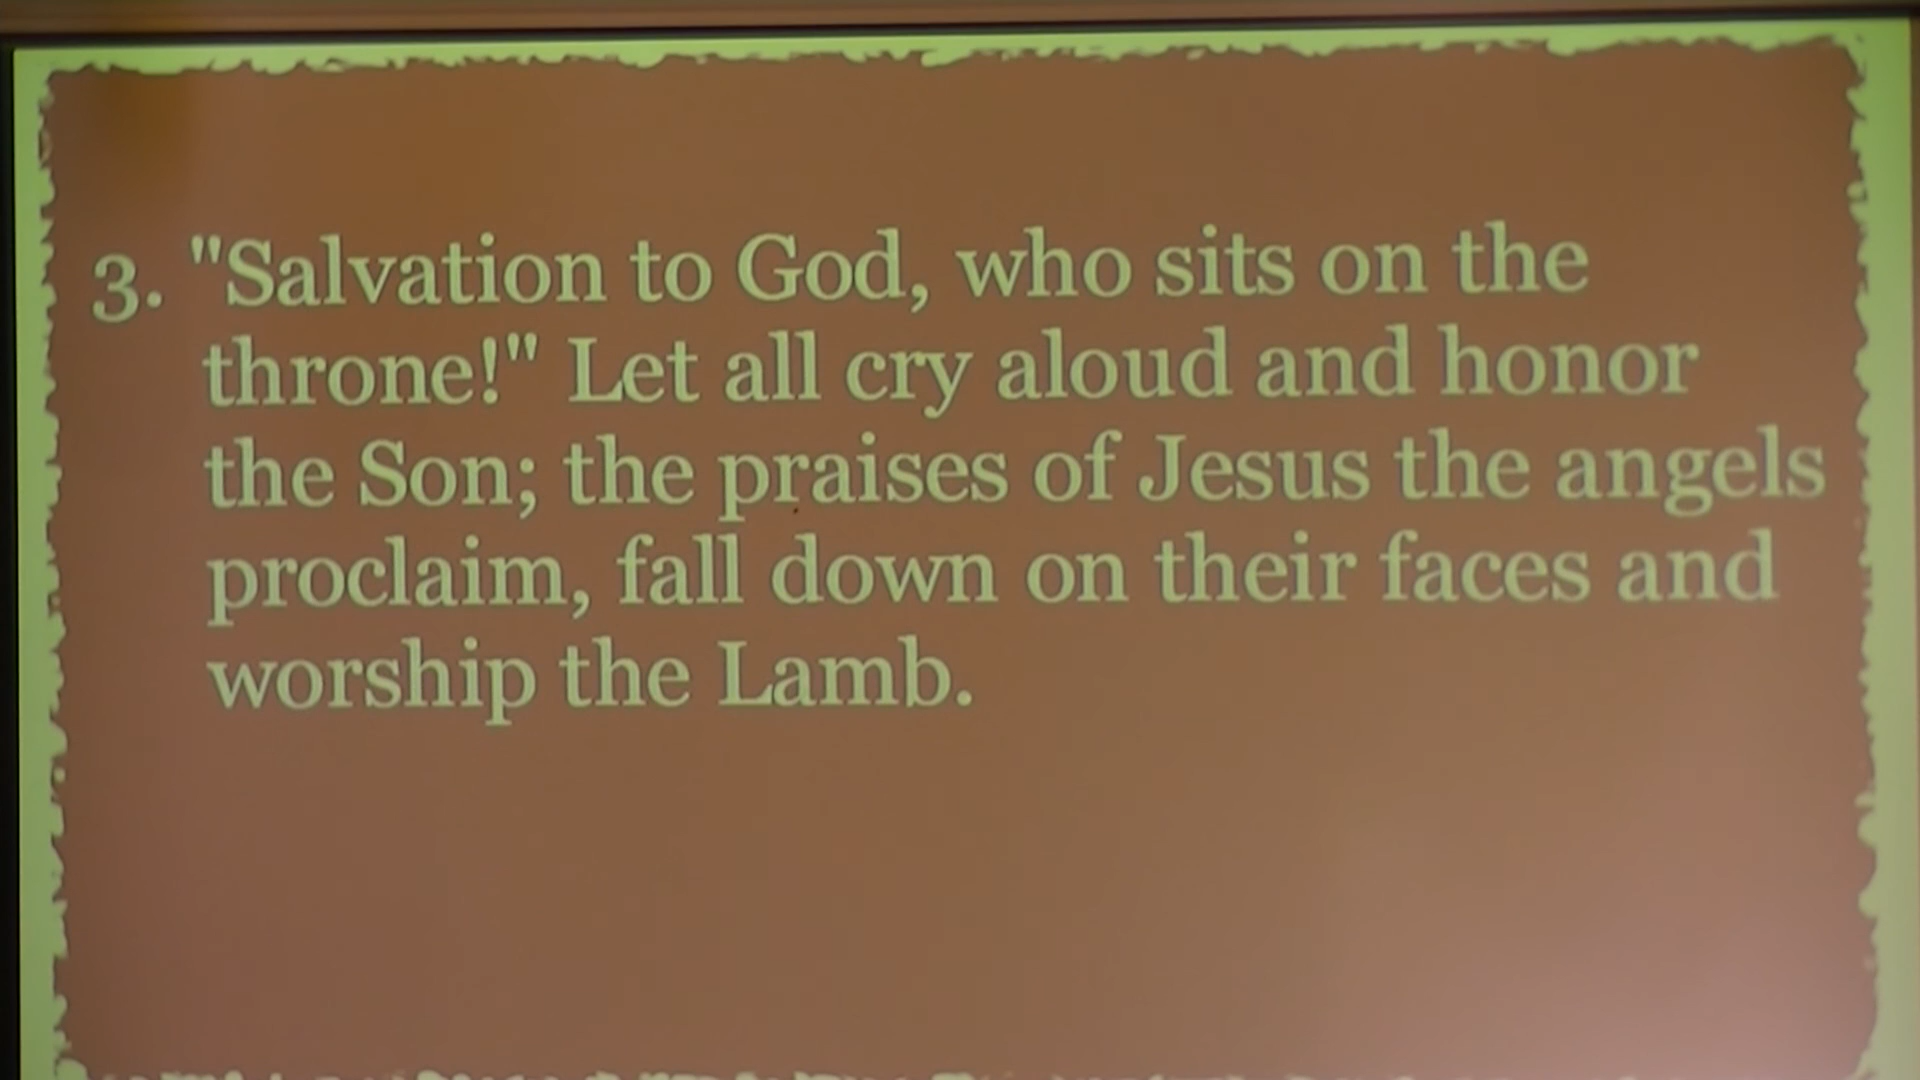 3. "Salvation to God, who sits on the
throne!" Let all cry aloud and honor
the Son; the praises of Jesus the angels
proclaim, fall down on their faces and
worship the Lamb.